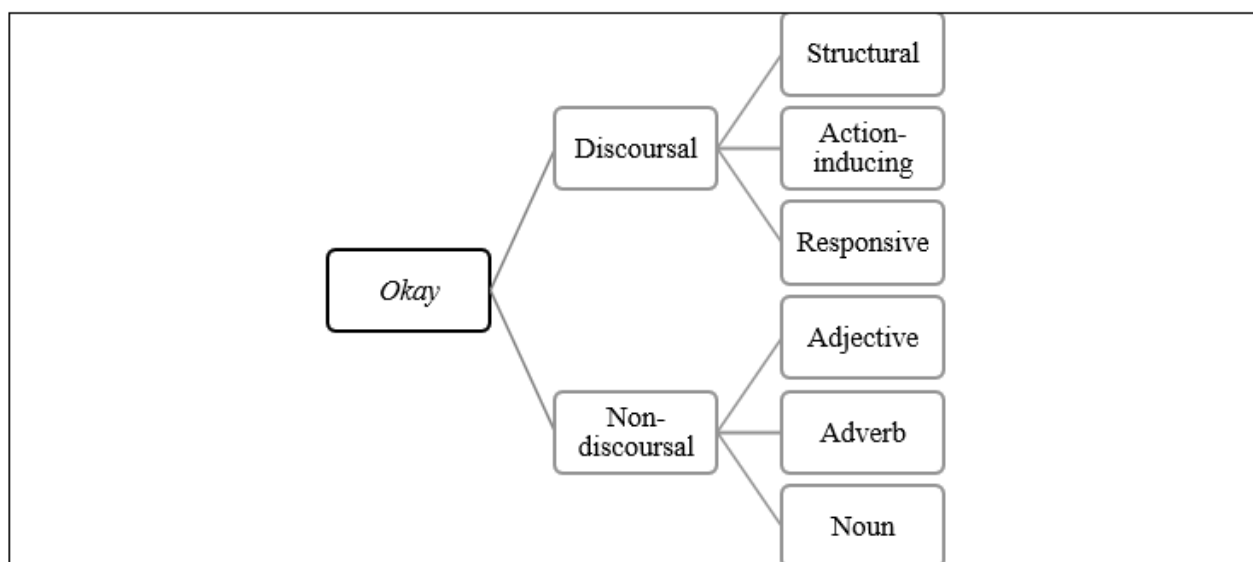 Structural
Discoursal
Action-
inducing
Responsive
Okay
Adjective
Non-
discoursal
Adverb
Noun